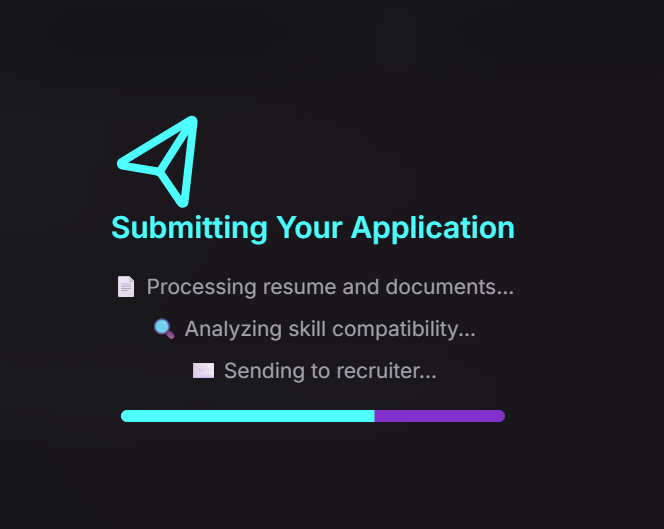 Submitting Your Application
Processing resume and documents...
Analyzing skill compatibility...
Sending to recruiter...